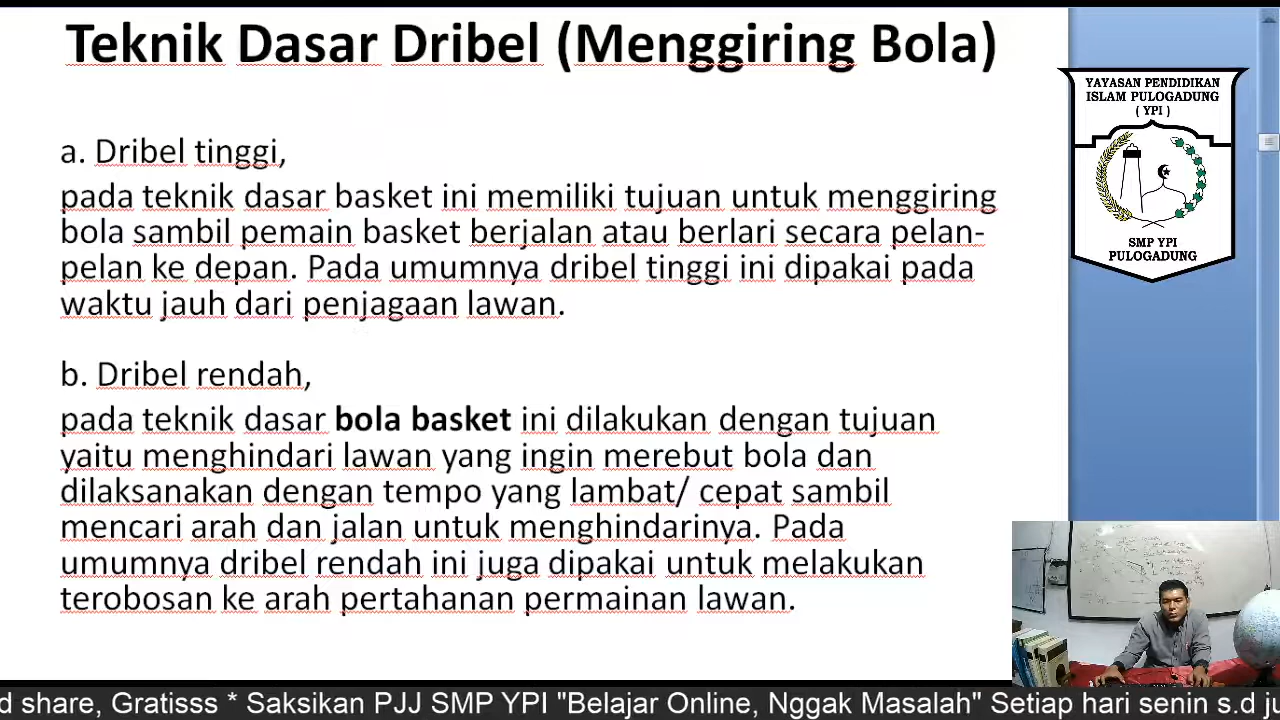 Teknik Dasar Dribel (Menggiring Bola)
a. Dribel tinggi,
pada teknik dasar basket ini memiliki tujuan untuk menggiring
bola sambil pemain basket berjalan atau berlari secara pelan-
pelan ke depan. Pada umumnya dribel tinggi ini dipakai pada
waktu jauh dari penjagaan lawan.
b. Dribel rendah,
pada teknik dasar bola basket ini dilakukan dengan tujuan
yaitu menghindari lawan yang ingin merebut bola dan
dilaksanakan dengan tempo yang lambat/ cepat sambil
mencari arah dan jalan untuk menghindarinya. Pada
umumnya dribel rendah ini juga dipakai untuk melakukan
terobosan ke arah pertahanan permainan lawan.
YAYASAN PENDIDIKAN
ISLAM PULOGADUNG
( YPI )
SMP YPI
PULOGADUNG
d share, Gratisss * Saksikan PJJ SMP YPI "Belajar Online, Nggak Masalah" Setiap hari senin s.d ju